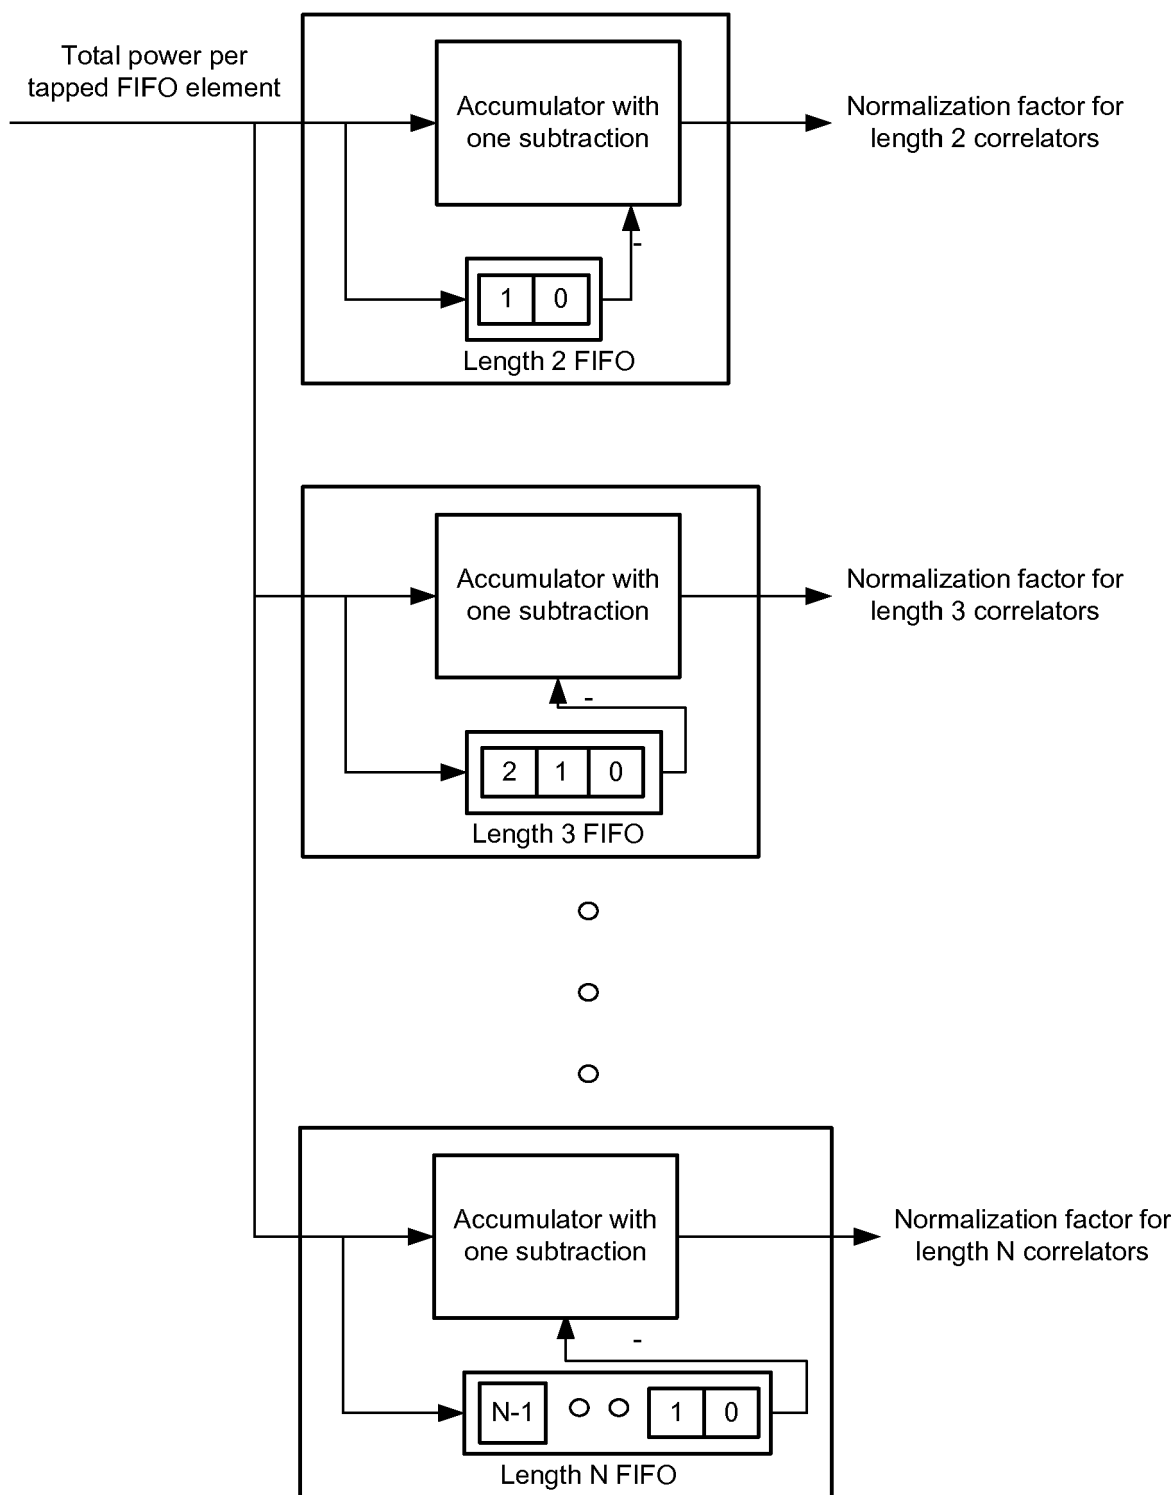 Total power per
tapped FIFO element
Accumulator with
one subtraction
Normalization factor for
length 2 correlators
-
1 0
Length 2 FIFO
Accumulator with
one subtraction
Normalization factor for
length 3 correlators
-
2 1 0
Length 3 FIFO
Accumulator with
one subtraction
Normalization factor for
length N correlators
-
N-1 1 0
Length N FIFO